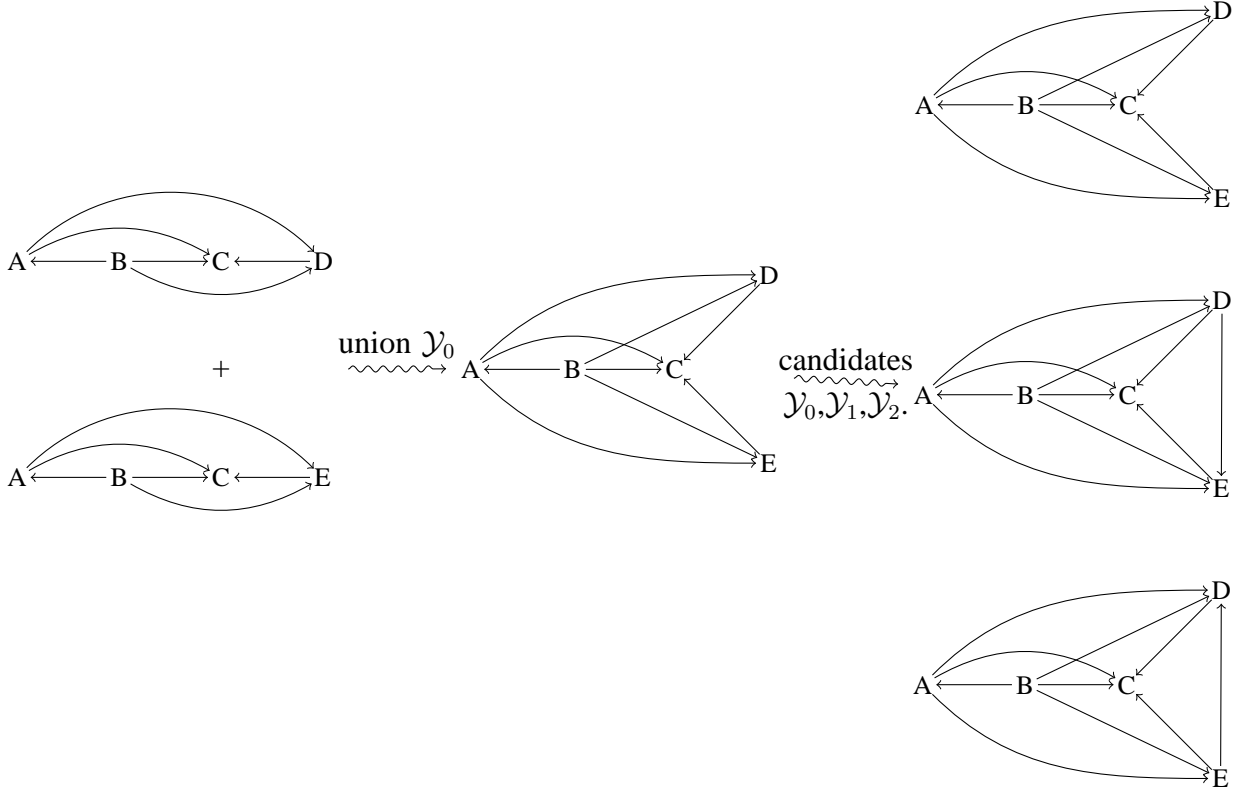 A B C D
+
A B C E
union 𝒴₀
A B C D E
candidates
𝒴₀,𝒴₁,𝒴₂.
D
A B C
E
D
A B C
E
D
A B C
E